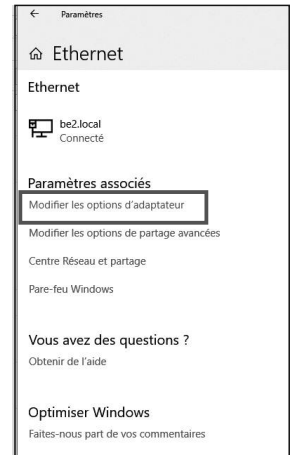 ← Paramètres
Ethernet
Ethernet
be2.local
Connecté
Paramètres associés
Modifier les options d'adaptateur
Modifier les options de partage avancées
Centre Réseau et partage
Pare-feu Windows
Vous avez des questions ?
Obtenir de l'aide
Optimiser Windows
Faites-nous part de vos commentaires